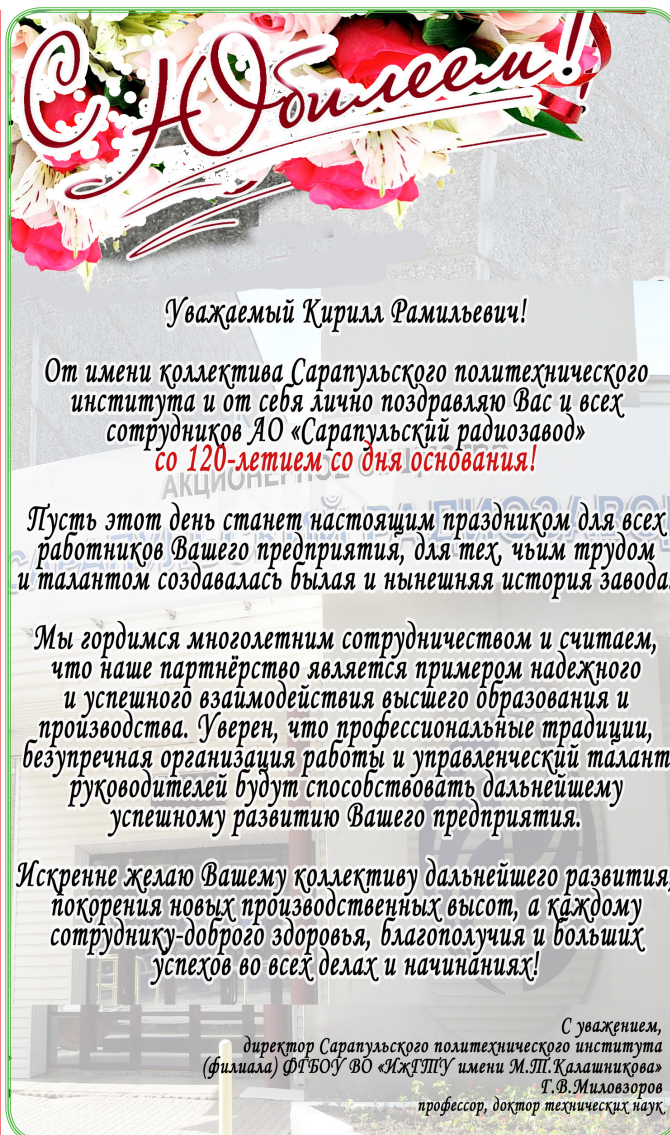 С Юбилеем!
Уважаемый Кирилл Рамильевич!
От имени коллектива Сарапульского политехнического
института и от себя лично поздравляю Вас и всех
сотрудников АО «Сарапульский радиозавод»
со 120-летием со дня основания!
АКЦИОНЕРНОЕ ОБЩЕСТВО
Пусть этот день станет настоящим праздником для всех
САРАПУЛЬСКИЙ РАДИОЗАВОД
работников Вашего предприятия, для тех, чьим трудом
и талантом создавалась былая и нынешняя история завода.
Мы гордимся многолетним сотрудничеством и считаем,
что наше партнёрство является примером надежного
и успешного взаимодействия высшего образования и
производства. Уверен, что профессиональные традиции,
безупречная организация работы и управленческий талант
руководителей будут способствовать дальнейшему
успешному развитию Вашего предприятия.
Искренне желаю Вашему коллективу дальнейшего развития,
покорения новых производственных высот, а каждому
сотруднику-доброго здоровья, благополучия и больших
успехов во всех делах и начинаниях!
С уважением,
директор Сарапульского политехнического института
(филиала) ФГБОУ ВО «ИжГТУ имени М.Т.Калашникова»
Г.В.Миловзоров
профессор, доктор технических наук